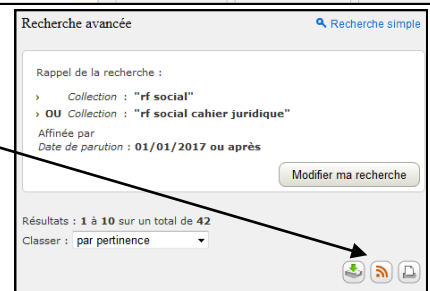 Recherche avancée
Recherche simple
Rappel de la recherche :
› Collection : "rf social"
› OU Collection : "rf social cahier juridique"
Affinée par
Date de parution : 01/01/2017 ou après
Modifier ma recherche
Résultats : 1 à 10 sur un total de 42
Classer : par pertinence